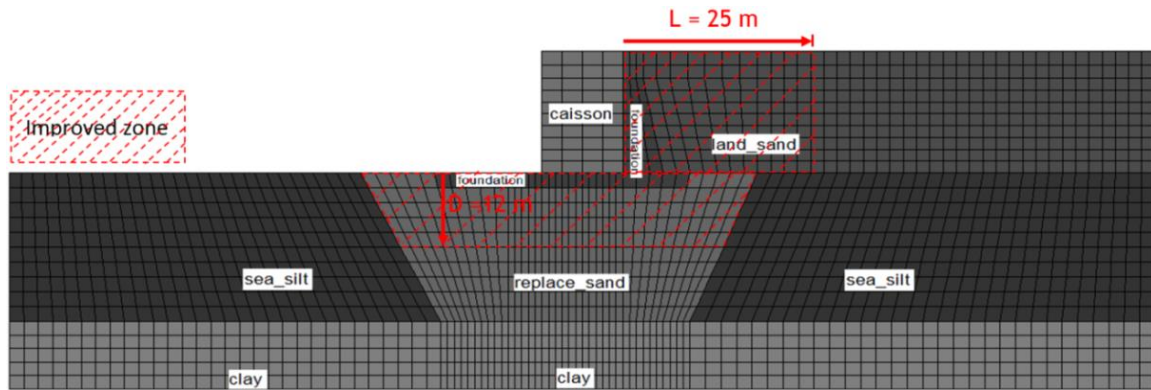 L = 25 m
Improved zone
caisson
foundation
land_sand
foundation
D = 12 m
sea_silt
replace_sand
sea_silt
clay
clay